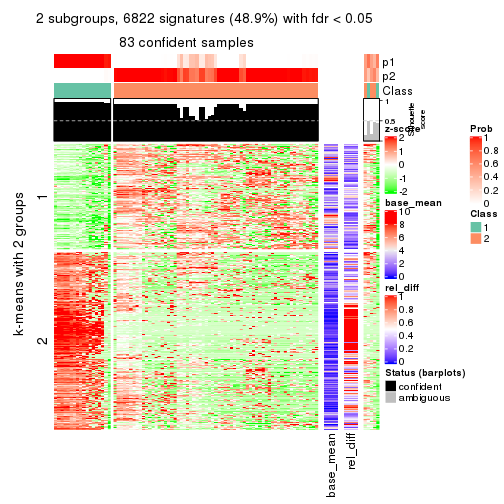 2 subgroups, 6822 signatures (48.9%) with fdr < 0.05
83 confident samples
p1
p2
Class
1
0.5
Silhouette
score
k-means with 2 groups
1
2
base_mean
rel_diff
z-score
2
1
0
-1
-2
base_mean
10
8
6
4
2
0
rel_diff
1
0.8
0.6
0.4
0.2
0
Status (barplots)
confident
ambiguous
Prob
1
0.8
0.6
0.4
0.2
0
Class
1
2